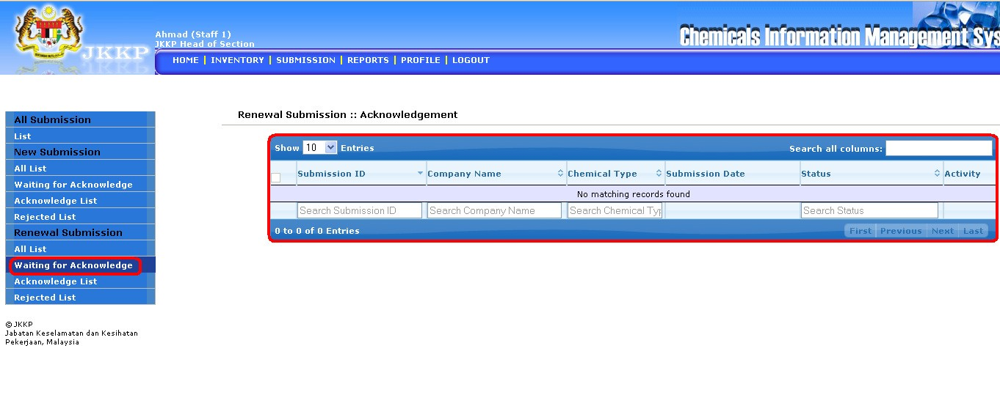 JKKP
Ahmad (Staff 1)
JKKP Head of Section
Chemicals Information Management Sys
HOME | INVENTORY | SUBMISSION | REPORTS | PROFILE | LOGOUT
All Submission
List
New Submission
All List
Waiting for Acknowledge
Acknowledge List
Rejected List
Renewal Submission
All List
Waiting for Acknowledge
Acknowledge List
Rejected List
© JKKP
Jabatan Keselamatan dan Kesihatan
Pekerjaan, Malaysia
Renewal Submission :: Acknowledgement
Show 10 Entries Search all columns:
Submission ID Company Name Chemical Type Submission Date Status Activity
No matching records found
Search Submission ID Search Company Name Search Chemical Typ Search Status
0 to 0 of 0 Entries First Previous Next Last